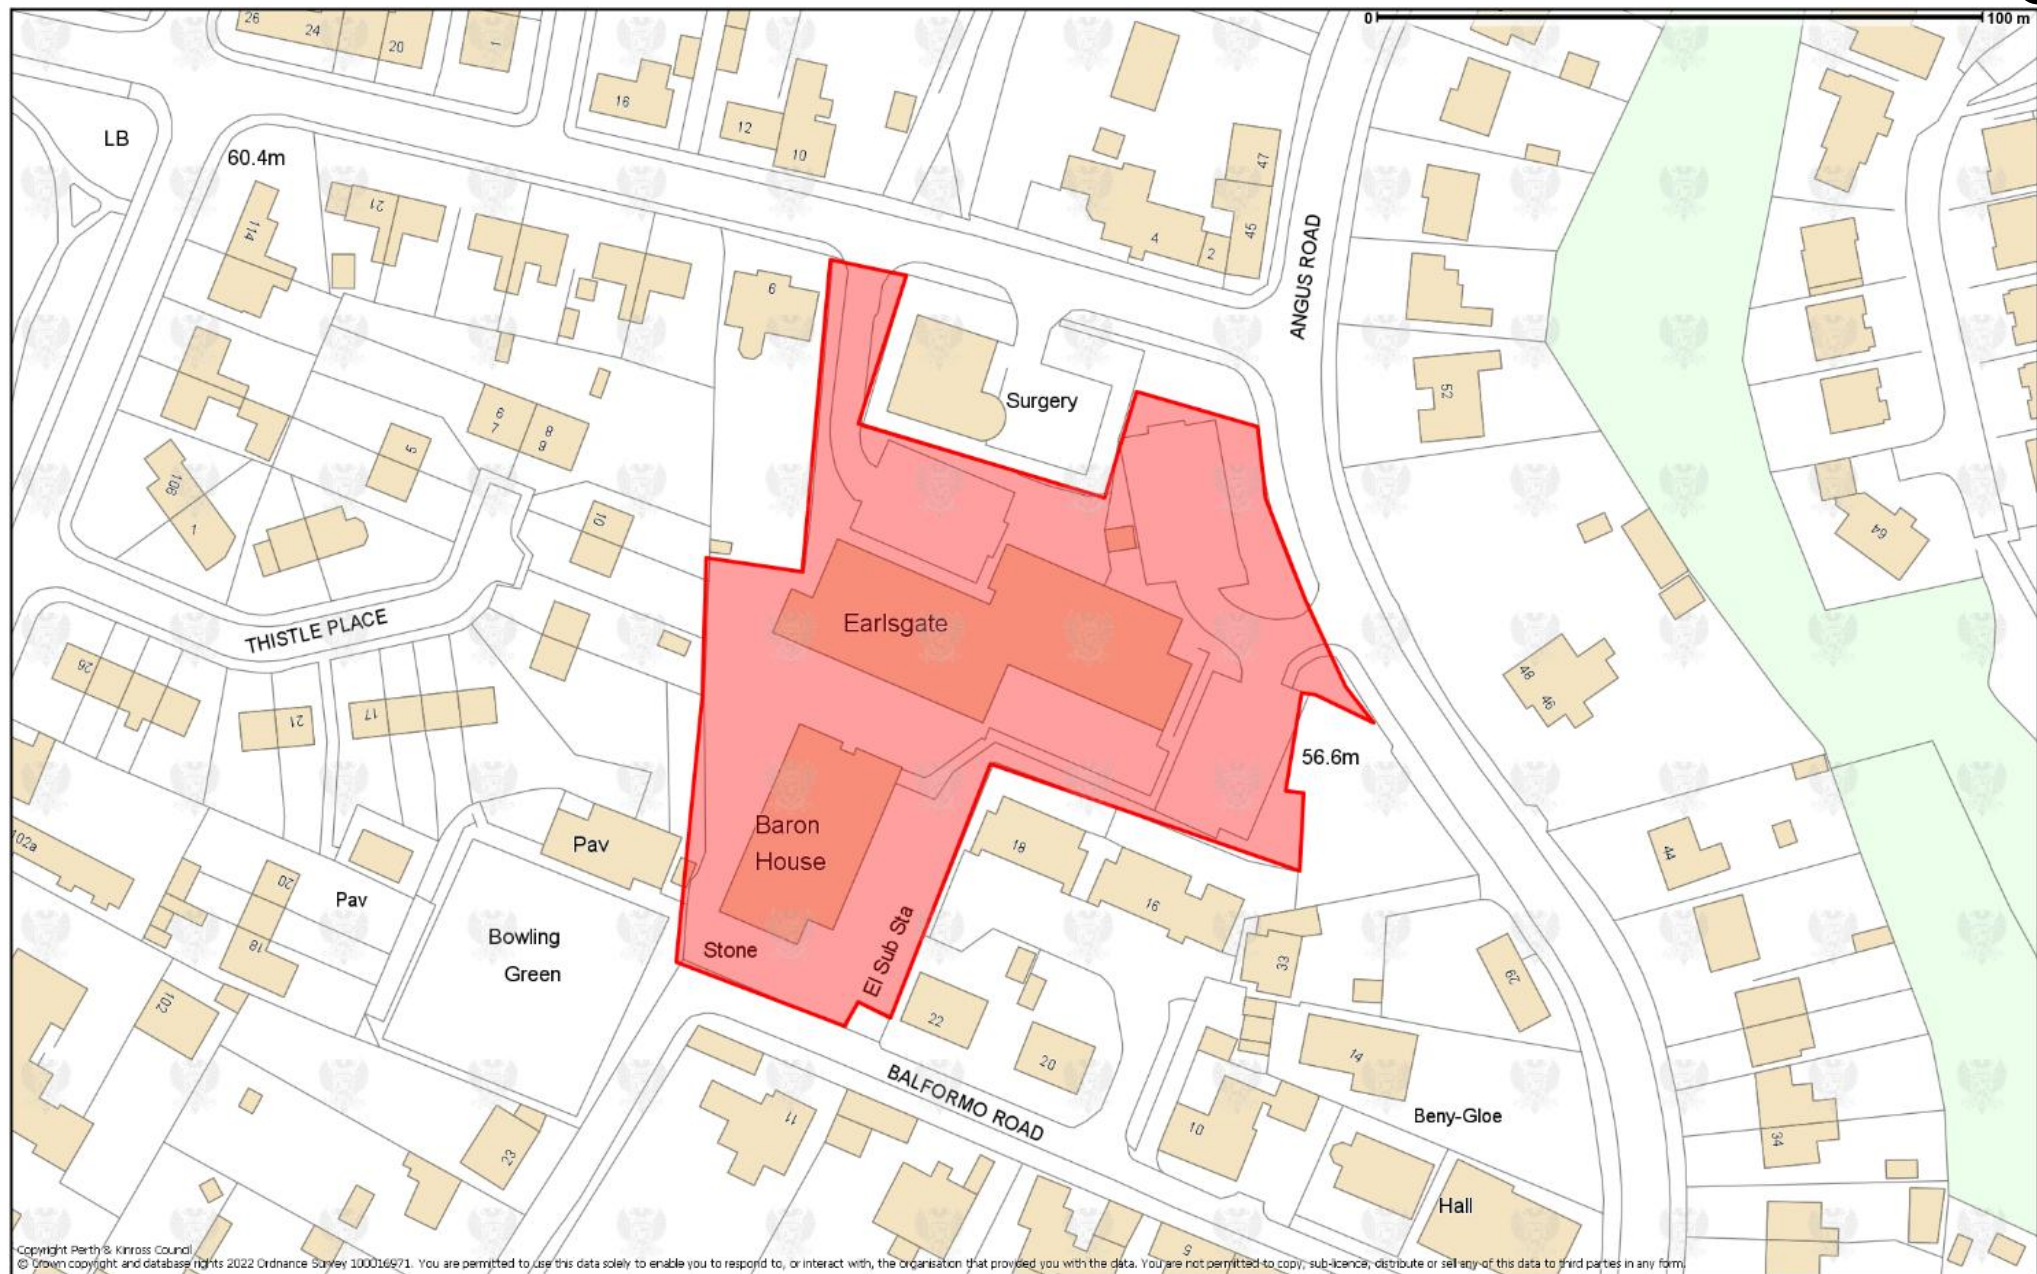 0 100 m
26
24
20
1
16
12
10
LB
60.4m
47
45
4
2
ANGUS ROAD
114
21
6
52
Surgery
6
7
8
9
5
106
1
10
64
Earlsgate
THISTLE PLACE
26
21
17
48
46
56.6m
Baron
House
Pav
18
16
44
102a
20
18
Pav
Bowling
Green
Stone
El Sub Sta
33
29
102
22
20
14
BALFORMO ROAD
11
10
Beny-Gloe
34
23
Hall
5
Copyright Perth & Kinross Council
© Crown copyright and database rights 2022 Ordnance Survey 100016971. You are permitted to use this data solely to enable you to respond to, or interact with, the organisation that provided you with the data. You are not permitted to copy, sub-licence, distribute or sell any of this data to third parties in any form.